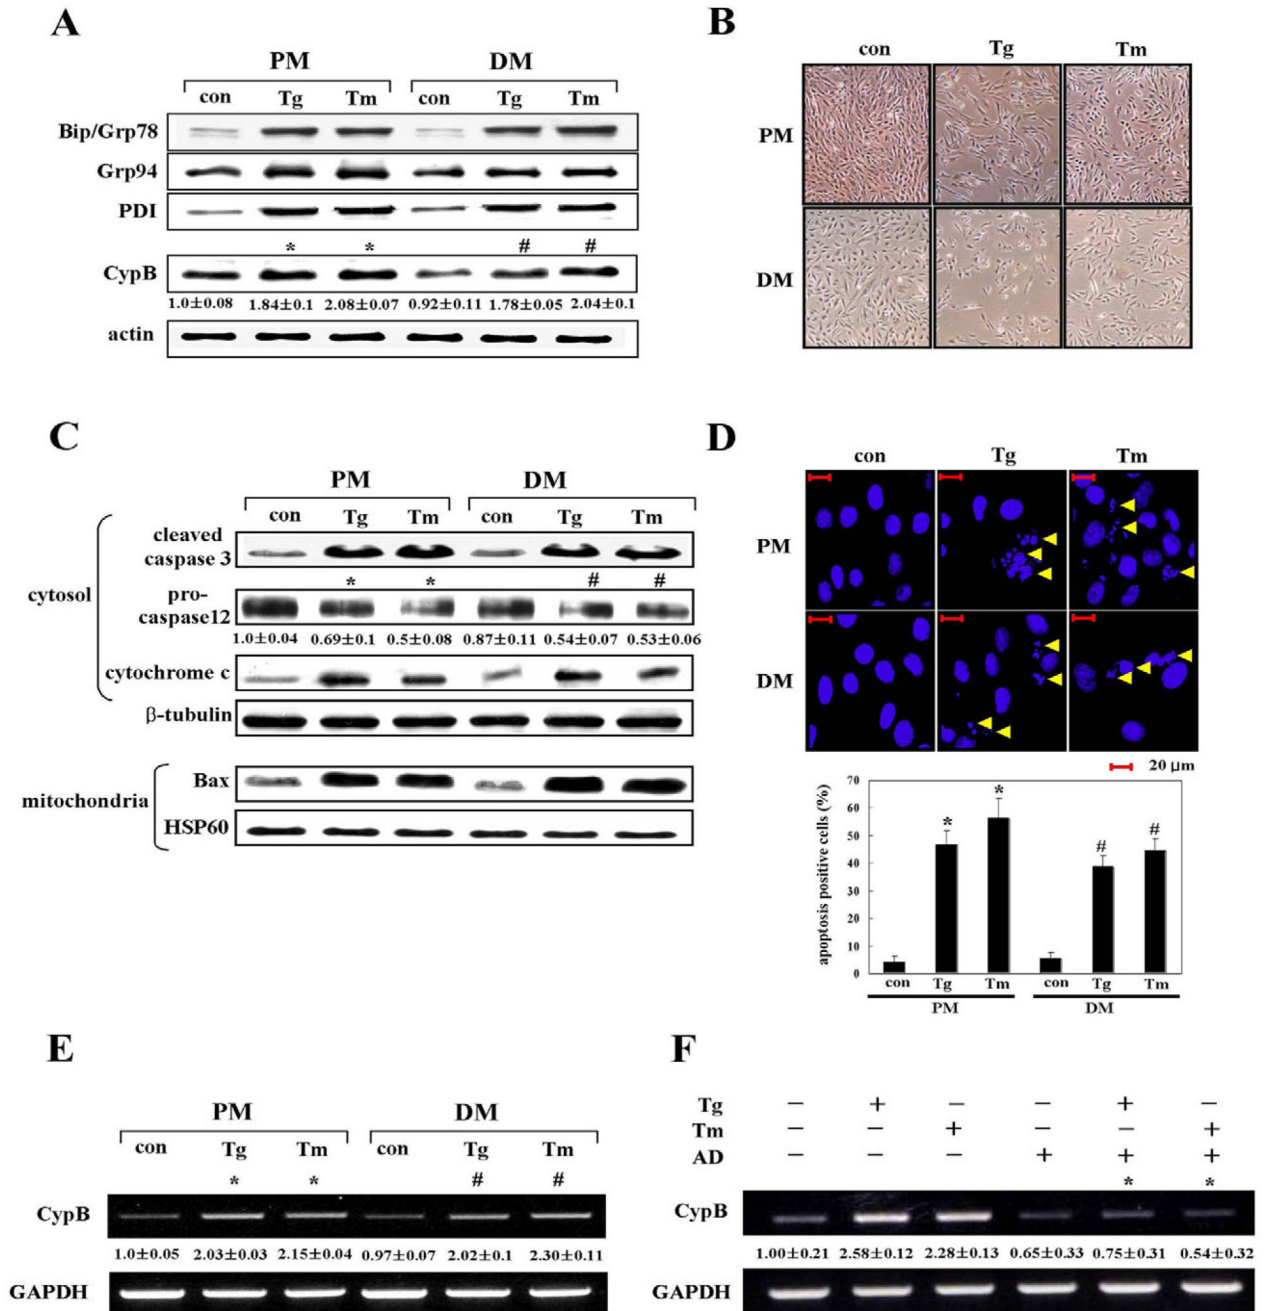 A
PM DM
con Tg Tm con Tg Tm
Bip/Grp78
Grp94
PDI
* * # #
CypB
1.0±0.08 1.84±0.1 2.08±0.07 0.92±0.11 1.78±0.05 2.04±0.1
actin
B
con Tg Tm
PM
DM
C
PM DM
con Tg Tm con Tg Tm
cleaved
caspase 3
* * # #
cytosol
pro-
caspase12
1.0±0.04 0.69±0.1 0.5±0.08 0.87±0.11 0.54±0.07 0.53±0.06
cytochrome c
β-tubulin
Bax
mitochondria
HSP60
D
con Tg Tm
PM
DM
20 μm
apoptosis positive cells (%)
70
60
50
40
30
20
10
0
* * # #
con Tg Tm con Tg Tm
PM DM
E
PM DM
con Tg Tm con Tg Tm
* * # #
CypB
1.0±0.05 2.03±0.03 2.15±0.04 0.97±0.07 2.02±0.1 2.30±0.11
GAPDH
F
Tg − + − − + −
Tm − − + − − +
AD − − − + + +
* *
CypB
1.00±0.21 2.58±0.12 2.28±0.13 0.65±0.33 0.75±0.31 0.54±0.32
GAPDH